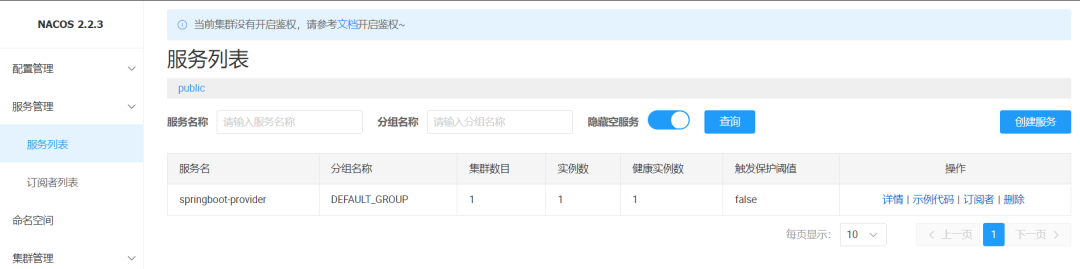 NACOS 2.2.3
配置管理
服务管理
服务列表
订阅者列表
命名空间
集群管理
当前集群没有开启鉴权，请参考文档开启鉴权~
服务列表
public
服务名称 请输入服务名称 分组名称 请输入分组名称 隐藏空服务 查询 创建服务
服务名 分组名称 集群数目 实例数 健康实例数 触发保护阈值 操作
springboot-provider DEFAULT_GROUP 1 1 1 false 详情 | 示例代码 | 订阅者 | 删除
每页显示： 10 上一页 1 下一页